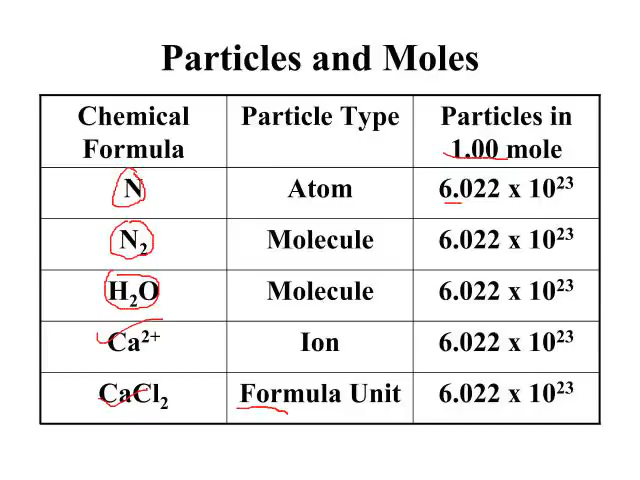 Particles and Moles
Chemical Formula Particle Type Particles in 1.00 mole
N Atom 6.022 x 10²³
N₂ Molecule 6.022 x 10²³
H₂O Molecule 6.022 x 10²³
Ca²⁺ Ion 6.022 x 10²³
CaCl₂ Formula Unit 6.022 x 10²³